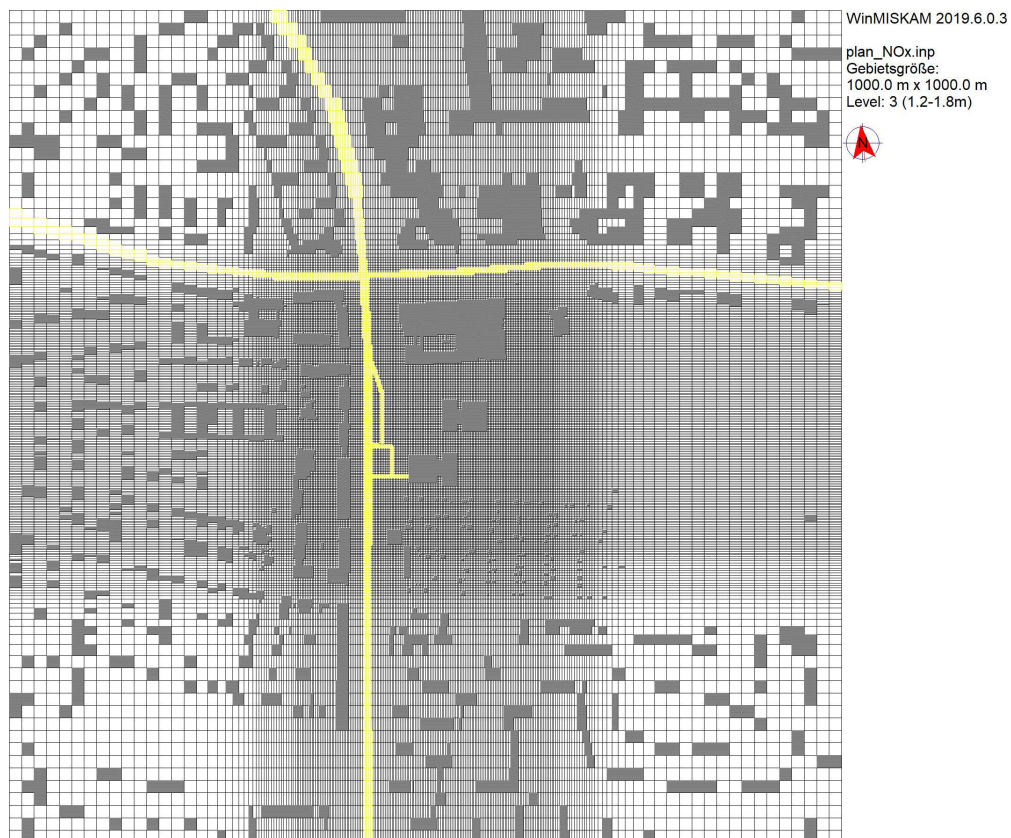 WinMISKAM 2019.6.0.3
plan_NOx.inp
Gebietsgröße:
1000.0 m x 1000.0 m
Level: 3 (1.2-1.8m)
N